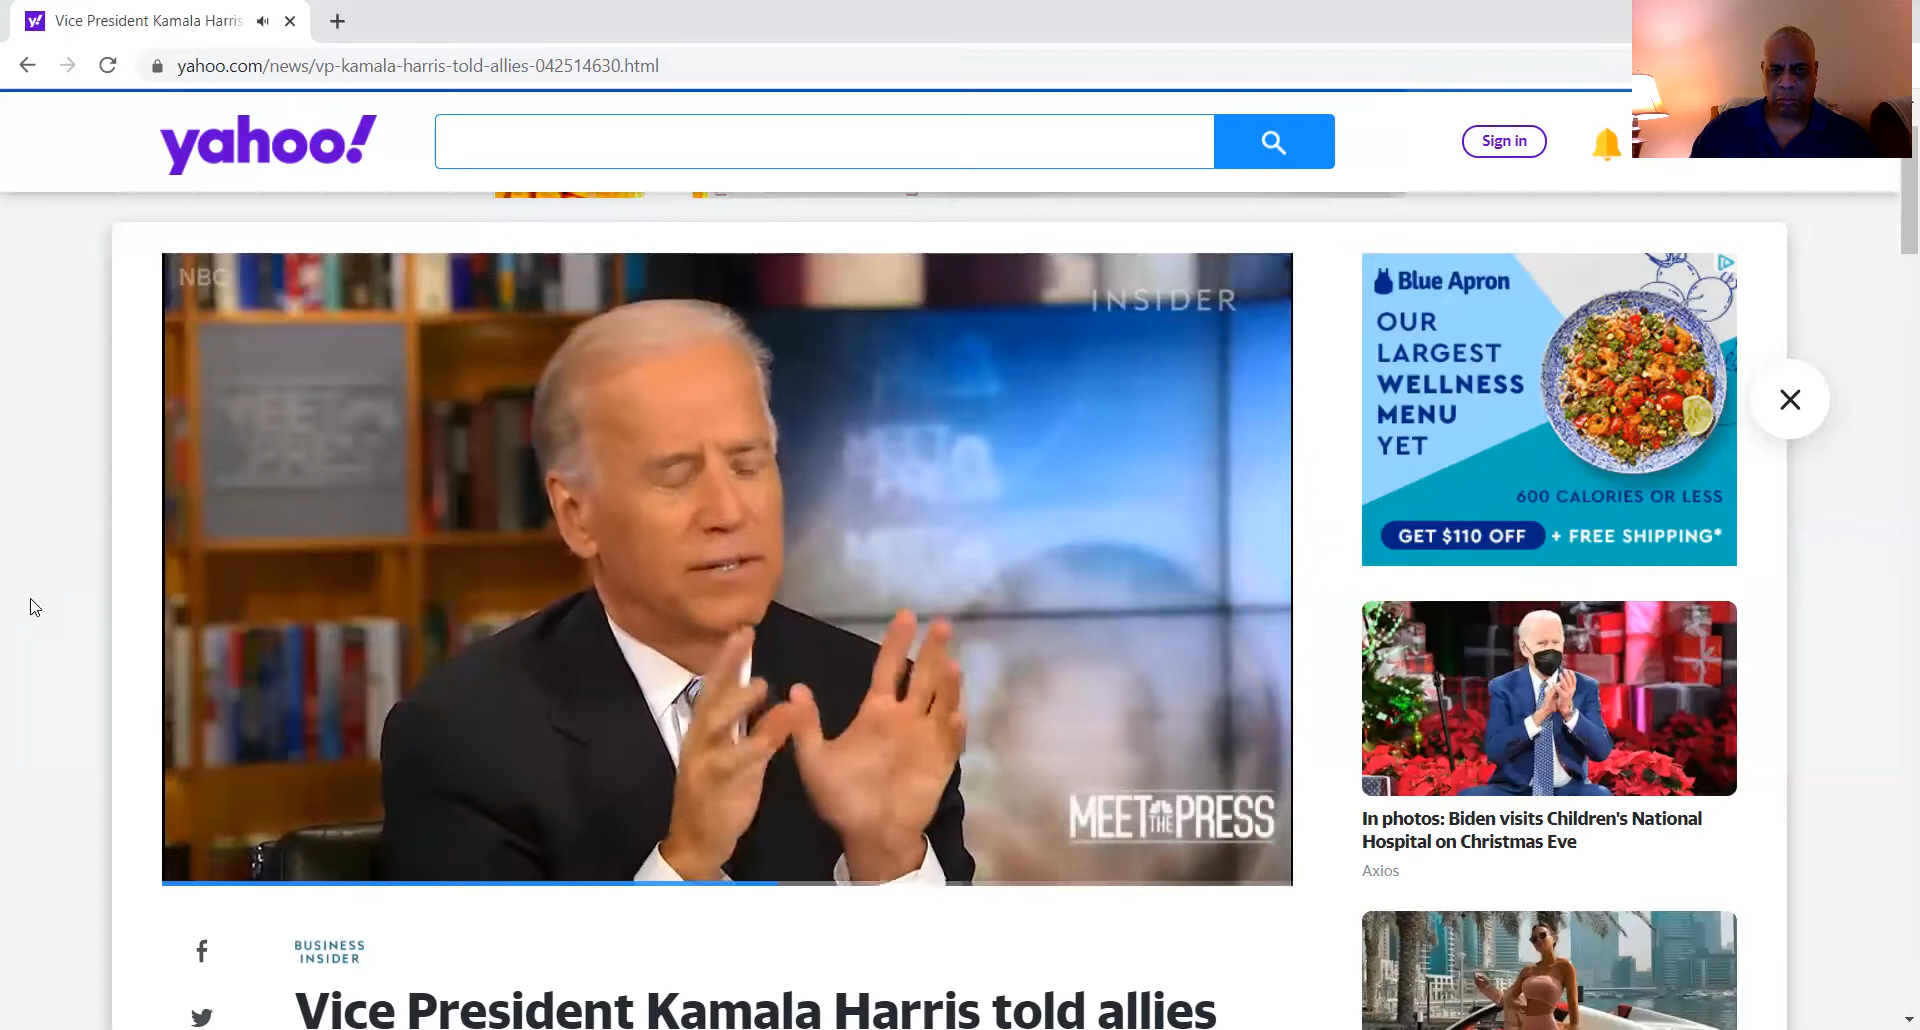 Vice President Kamala Harris
yahoo.com/news/vp-kamala-harris-told-allies-042514630.html
yahoo!
Sign in
NBC
INSIDER
MEET THE PRESS
Blue Apron
OUR
LARGEST
WELLNESS
MENU
YET
600 CALORIES OR LESS
GET $110 OFF + FREE SHIPPING*
In photos: Biden visits Children's National
Hospital on Christmas Eve
Axios
BUSINESS
INSIDER
Vice President Kamala Harris told allies